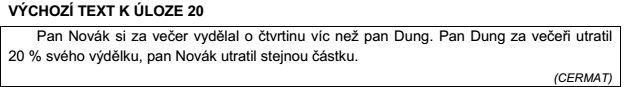 VÝCHOZÍ TEXT K ÚLOZE 20
Pan Novák si za večer vydělal o čtvrtinu víc než pan Dung. Pan Dung za večeři utratil
20 % svého výdělku, pan Novák utratil stejnou částku.
(CERMAT)